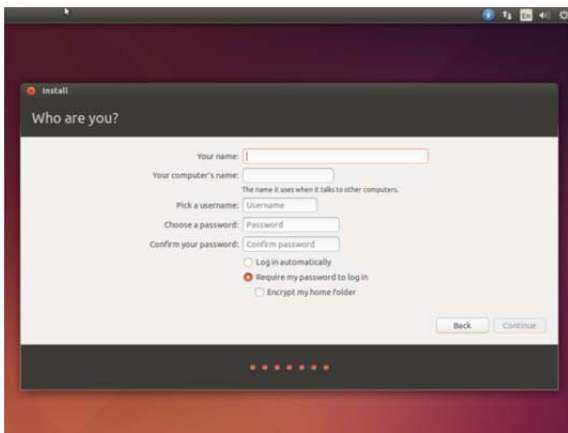 En
Install
Who are you?
Your name:
Your computer's name:
The name it uses when it talks to other computers.
Pick a username: Username
Choose a password: Password
Confirm your password: Confirm password
Log in automatically
Require my password to log in
Encrypt my home folder
Back Continue